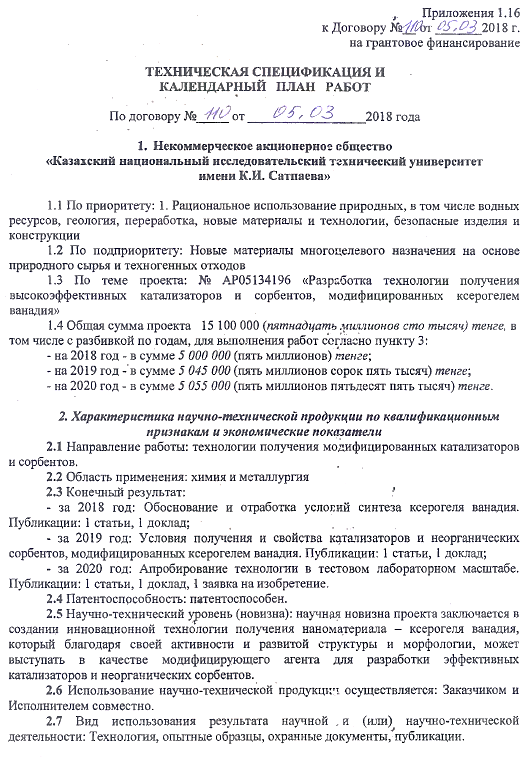 Приложения 1.16
к Договору № 110 от 05.03 2018 г.
на грантовое финансирование
ТЕХНИЧЕСКАЯ СПЕЦИФИКАЦИЯ И
КАЛЕНДАРНЫЙ ПЛАН РАБОТ
По договору № 110 от 05.03 2018 года
1. Некоммерческое акционерное общество
«Казахский национальный исследовательский технический университет
имени К.И. Сатпаева»
1.1 По приоритету: 1. Рациональное использование природных, в том числе водных
ресурсов, геология, переработка, новые материалы и технологии, безопасные изделия и
конструкции
1.2 По подприоритету: Новые материалы многоцелевого назначения на основе
природного сырья и техногенных отходов
1.3 По теме проекта: № АР05134196 «Разработка технологии получения
высокоэффективных катализаторов и сорбентов, модифицированных ксерогелем
ванадия»
1.4 Общая сумма проекта 15 100 000 (пятнадцать миллионов сто тысяч) тенге, в
том числе с разбивкой по годам, для выполнения работ согласно пункту 3:
- на 2018 год - в сумме 5 000 000 (пять миллионов) тенге;
- на 2019 год - в сумме 5 045 000 (пять миллионов сорок пять тысяч) тенге;
- на 2020 год - в сумме 5 055 000 (пять миллионов пятьдесят пять тысяч) тенге.
2. Характеристика научно-технической продукции по квалификационным
признакам и экономические показатели
2.1 Направление работы: технологии получения модифицированных катализаторов
и сорбентов.
2.2 Область применения: химия и металлургия
2.3 Конечный результат:
- за 2018 год: Обоснование и отработка условий синтеза ксерогеля ванадия.
Публикации: 1 статьи, 1 доклад;
- за 2019 год: Условия получения и свойства катализаторов и неорганических
сорбентов, модифицированных ксерогелем ванадия. Публикации: 1 статьи, 1 доклад;
- за 2020 год: Апробирование технологии в тестовом лабораторном масштабе.
Публикации: 1 статьи, 1 доклад, 1 заявка на изобретение.
2.4 Патентоспособность: патентоспособен.
2.5 Научно-технический уровень (новизна): научная новизна проекта заключается в
создании инновационной технологии получения наноматериала – ксерогеля ванадия,
который благодаря своей активности и развитой структуры и морфологии, может
выступать в качестве модифицирующего агента для разработки эффективных
катализаторов и неорганических сорбентов.
2.6 Использование научно-технической продукции осуществляется: Заказчиком и
Исполнителем совместно.
2.7 Вид использования результата научной и (или) научно-технической
деятельности: Технология, опытные образцы, охранные документы, публикации.